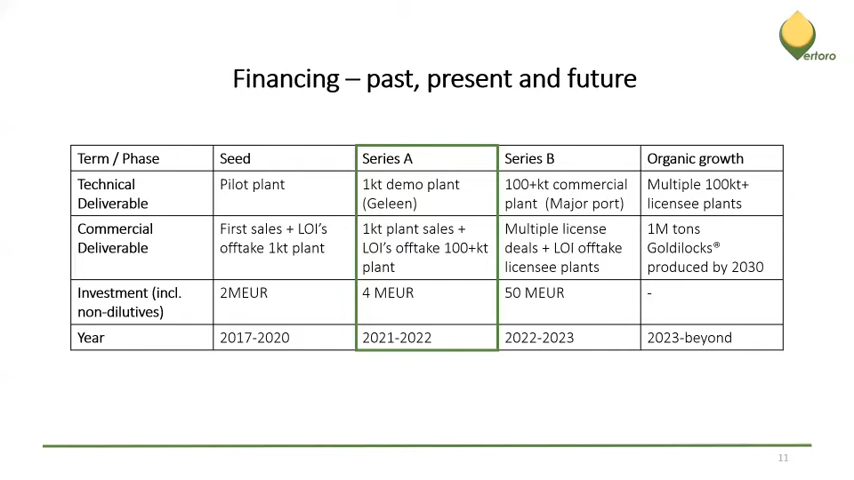 ertoro
Financing – past, present and future
Term / Phase
Seed
Series A
Series B
Organic growth
Technical
Deliverable
Pilot plant
1kt demo plant
(Geleen)
100+kt commercial
plant (Major port)
Multiple 100kt+
licensee plants
Commercial
Deliverable
First sales + LOI's
offtake 1kt plant
1kt plant sales +
LOI's offtake 100+kt
plant
Multiple license
deals + LOI offtake
licensee plants
1M tons
Goldilocks®
produced by 2030
Investment (incl.
non-dilutives)
2MEUR
4 MEUR
50 MEUR
-
Year
2017-2020
2021-2022
2022-2023
2023-beyond
11